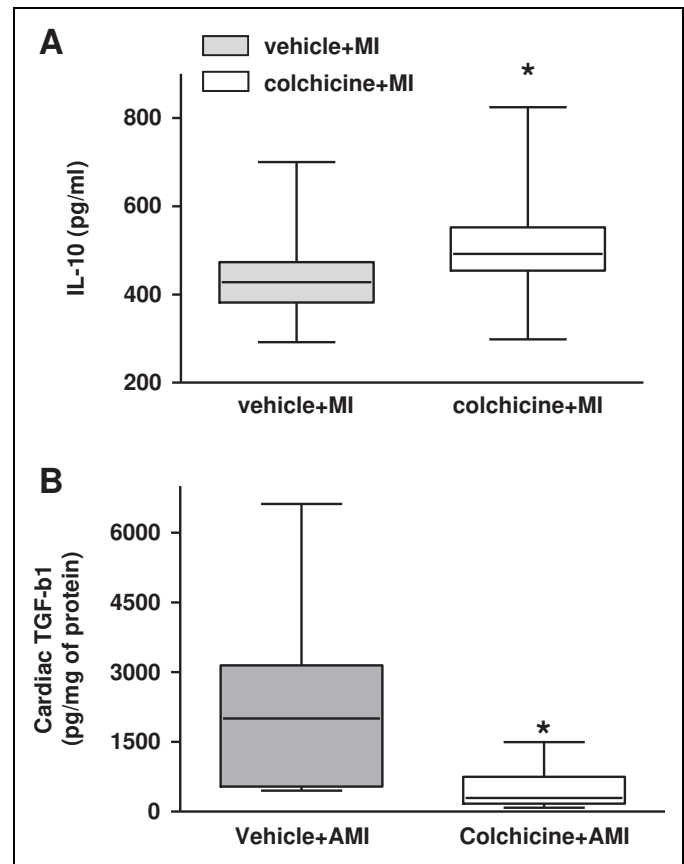 A
vehicle+MI
colchicine+MI
*
800
600
400
200
IL-10 (pg/ml)
vehicle+MI
colchicine+MI
B
6000
4500
3000
1500
0
Cardiac TGF-b1
(pg/mg of protein)
*
Vehicle+AMI
Colchicine+AMI